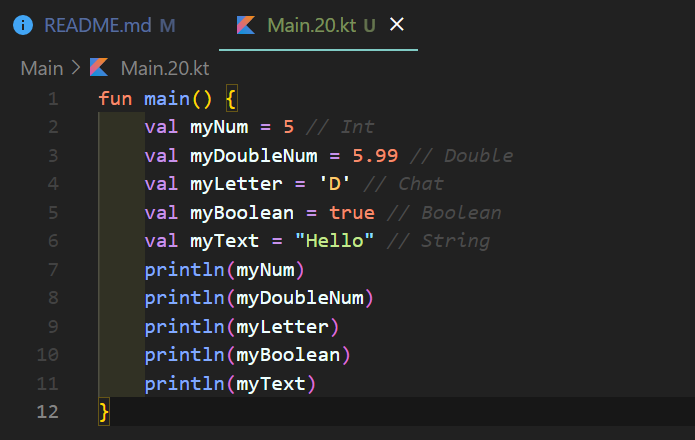 README.md M Main.20.kt U
Main > Main.20.kt
1 fun main() {
2     val myNum = 5 // Int
3     val myDoubleNum = 5.99 // Double
4     val myLetter = 'D' // Chat
5     val myBoolean = true // Boolean
6     val myText = "Hello" // String
7     println(myNum)
8     println(myDoubleNum)
9     println(myLetter)
10     println(myBoolean)
11     println(myText)
12 }